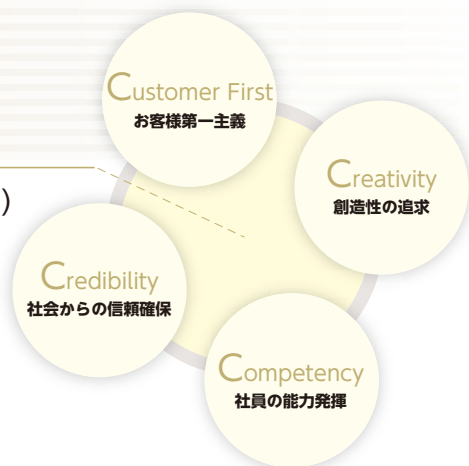 Customer First
お客様第一主義
Creativity
創造性の追求
)
Credibility
社会からの信頼確保
Competency
社員の能力発揮